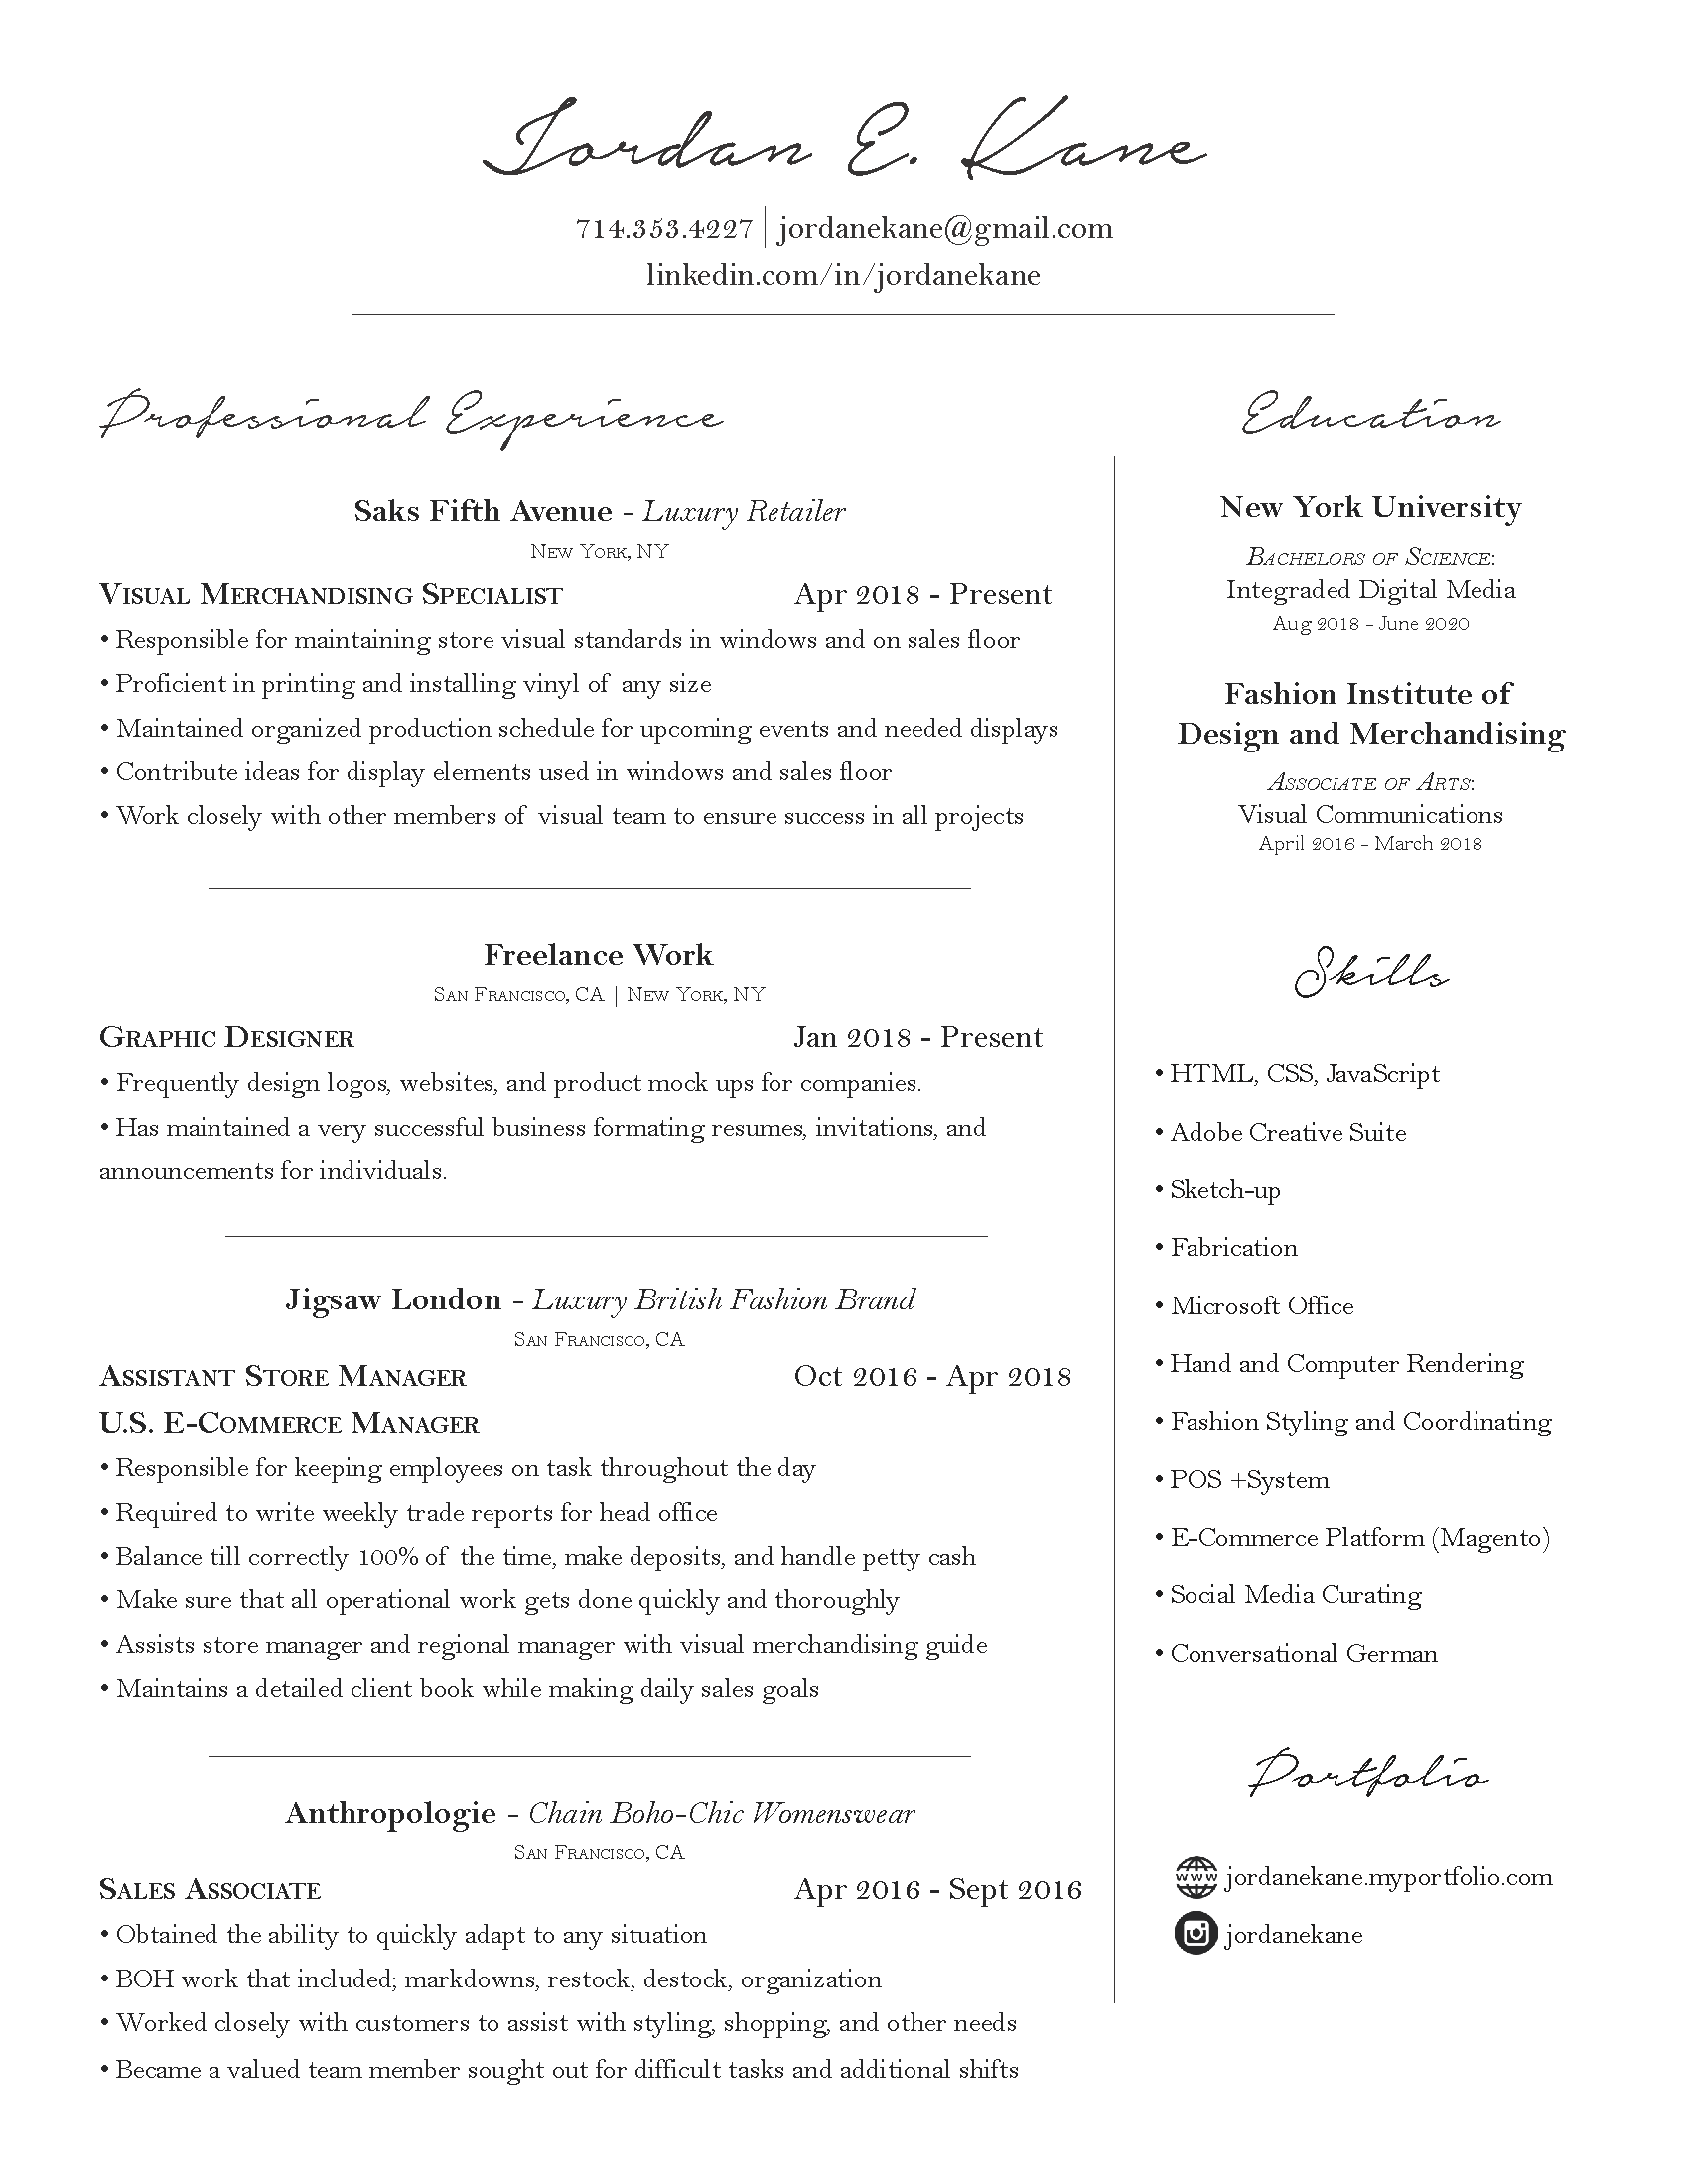 Jordan E. Kane
714.353.4227 | jordanekane@gmail.com
linkedin.com/in/jordanekane
Professional Experience
Saks Fifth Avenue - Luxury Retailer
New York, NY
Visual Merchandising Specialist Apr 2018 - Present
• Responsible for maintaining store visual standards in windows and on sales floor
• Proficient in printing and installing vinyl of any size
• Maintained organized production schedule for upcoming events and needed displays
• Contribute ideas for display elements used in windows and sales floor
• Work closely with other members of visual team to ensure success in all projects
Freelance Work
San Francisco, CA | New York, NY
Graphic Designer Jan 2018 - Present
• Frequently design logos, websites, and product mock ups for companies.
• Has maintained a very successful business formating resumes, invitations, and
announcements for individuals.
Jigsaw London - Luxury British Fashion Brand
San Francisco, CA
Assistant Store Manager Oct 2016 - Apr 2018
U.S. E-Commerce Manager
• Responsible for keeping employees on task throughout the day
• Required to write weekly trade reports for head office
• Balance till correctly 100% of the time, make deposits, and handle petty cash
• Make sure that all operational work gets done quickly and thoroughly
• Assists store manager and regional manager with visual merchandising guide
• Maintains a detailed client book while making daily sales goals
Anthropologie - Chain Boho-Chic Womenswear
San Francisco, CA
Sales Associate Apr 2016 - Sept 2016
• Obtained the ability to quickly adapt to any situation
• BOH work that included; markdowns, restock, destock, organization
• Worked closely with customers to assist with styling, shopping, and other needs
• Became a valued team member sought out for difficult tasks and additional shifts
Education
New York University
Bachelors of Science:
Integraded Digital Media
Aug 2018 - June 2020
Fashion Institute of
Design and Merchandising
Associate of Arts:
Visual Communications
April 2016 - March 2018
Skills
• HTML, CSS, JavaScript
• Adobe Creative Suite
• Sketch-up
• Fabrication
• Microsoft Office
• Hand and Computer Rendering
• Fashion Styling and Coordinating
• POS +System
• E-Commerce Platform (Magento)
• Social Media Curating
• Conversational German
Portfolio
www jordanekane.myportfolio.com
jordanekane